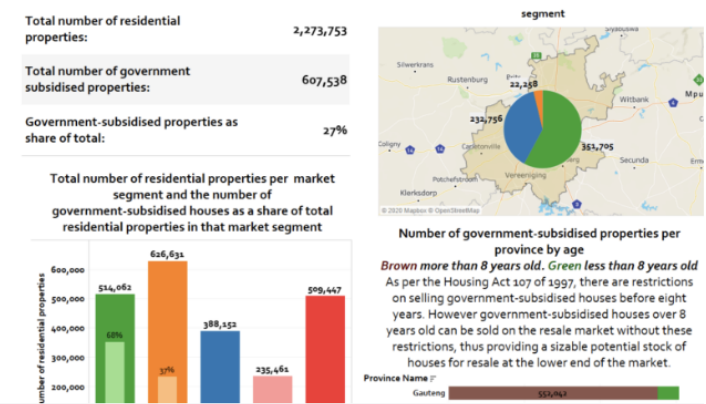 Total number of residential
properties:
2,273,753
Total number of government
subsidised properties:
607,538
Government-subsidised properties as
share of total:
27%
Total number of residential properties per market
segment and the number of
government-subsidised houses as a share of total
residential properties in that market segment
number of residential properties
600,000
500,000
400,000
300,000
200,000
514,062
68%
626,631
37%
388,152
235,461
509,447
segment
Silwerkrans
Rustenburg
22,258
Witbank
Mpu
232,756
Carletonville
351,705
Secunda
Potchefstroom
Vereeniging
Klerksdorp
© 2020 Mapbox © OpenStreetMap
Number of government-subsidised properties per
province by age
Brown more than 8 years old. Green less than 8 years old
As per the Housing Act 107 of 1997, there are restrictions
on selling government-subsidised houses before eight
years. However government-subsidised houses over 8
years old can be sold on the resale market without these
restrictions, thus providing a sizable potential stock of
houses for resale at the lower end of the market.
Province Name
Gauteng
552,042